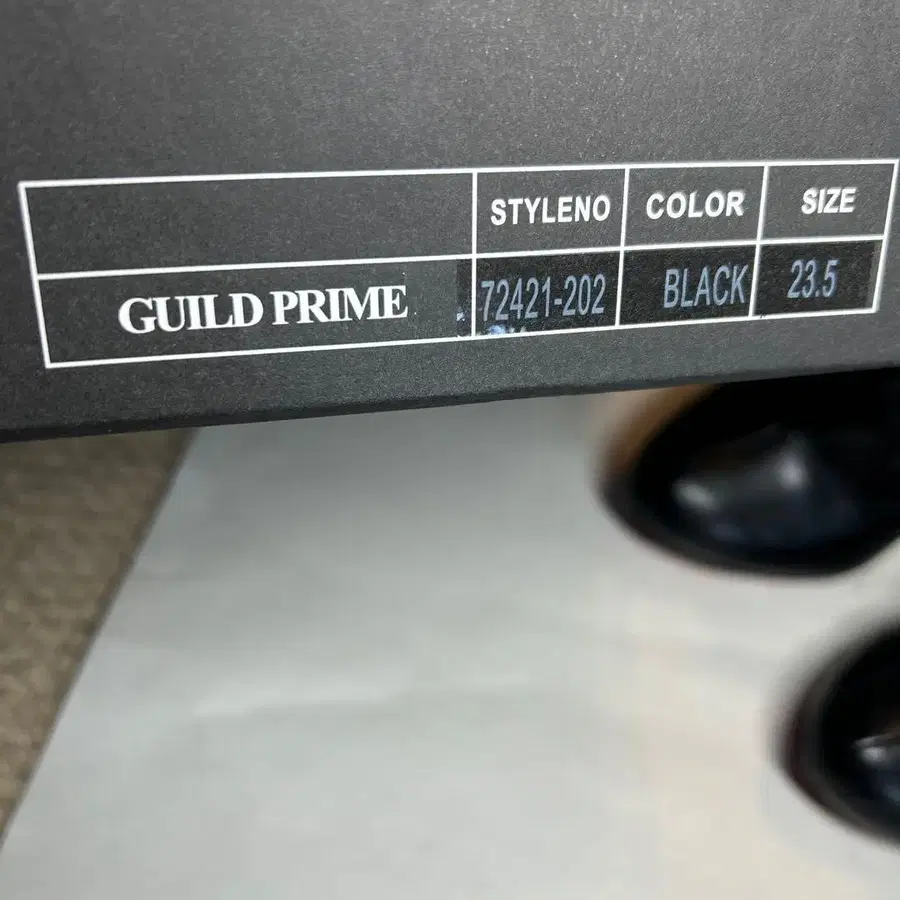 STYLENO COLOR SIZE
GUILD PRIME 72421-202 BLACK 23.5